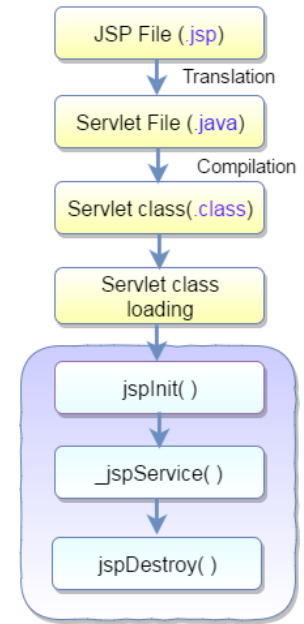 JSP File (.jsp)
Translation
Servlet File (.java)
Compilation
Servlet class(.class)
Servlet class
loading
jspInit( )
_jspService( )
jspDestroy( )